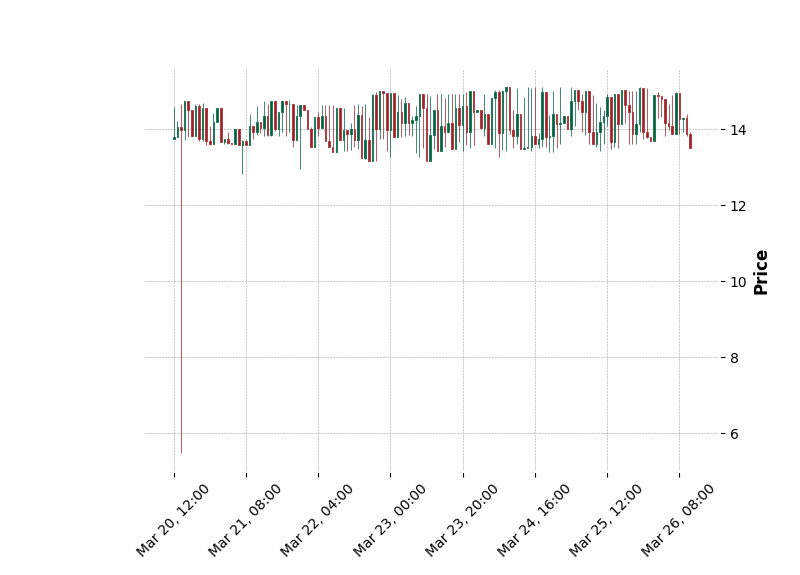 14
12
10
8
6
Price
Mar 20, 12:00
Mar 21, 08:00
Mar 22, 04:00
Mar 23, 00:00
Mar 23, 20:00
Mar 24, 16:00
Mar 25, 12:00
Mar 26, 08:00